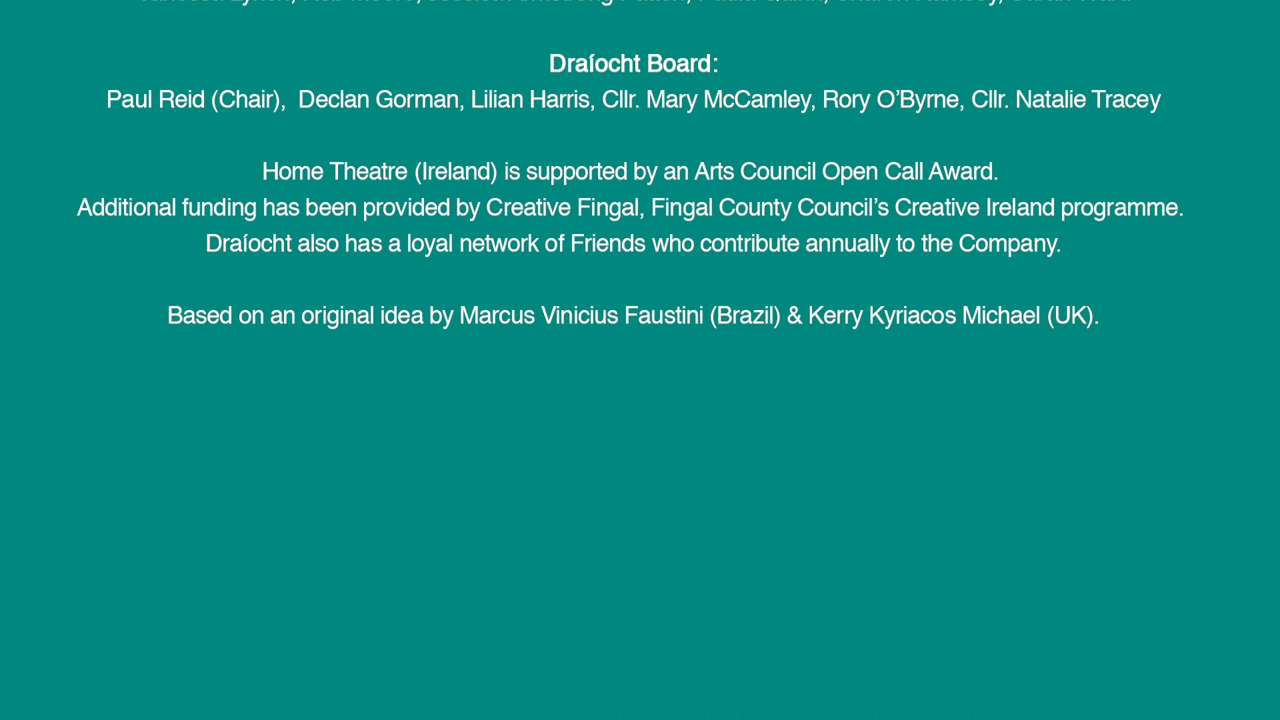 Draíocht Board:
Paul Reid (Chair),  Declan Gorman, Lilian Harris, Cllr. Mary McCamley, Rory O’Byrne, Cllr. Natalie Tracey
Home Theatre (Ireland) is supported by an Arts Council Open Call Award.
Additional funding has been provided by Creative Fingal, Fingal County Council’s Creative Ireland programme.
Draíocht also has a loyal network of Friends who contribute annually to the Company.
Based on an original idea by Marcus Vinicius Faustini (Brazil) & Kerry Kyriacos Michael (UK).